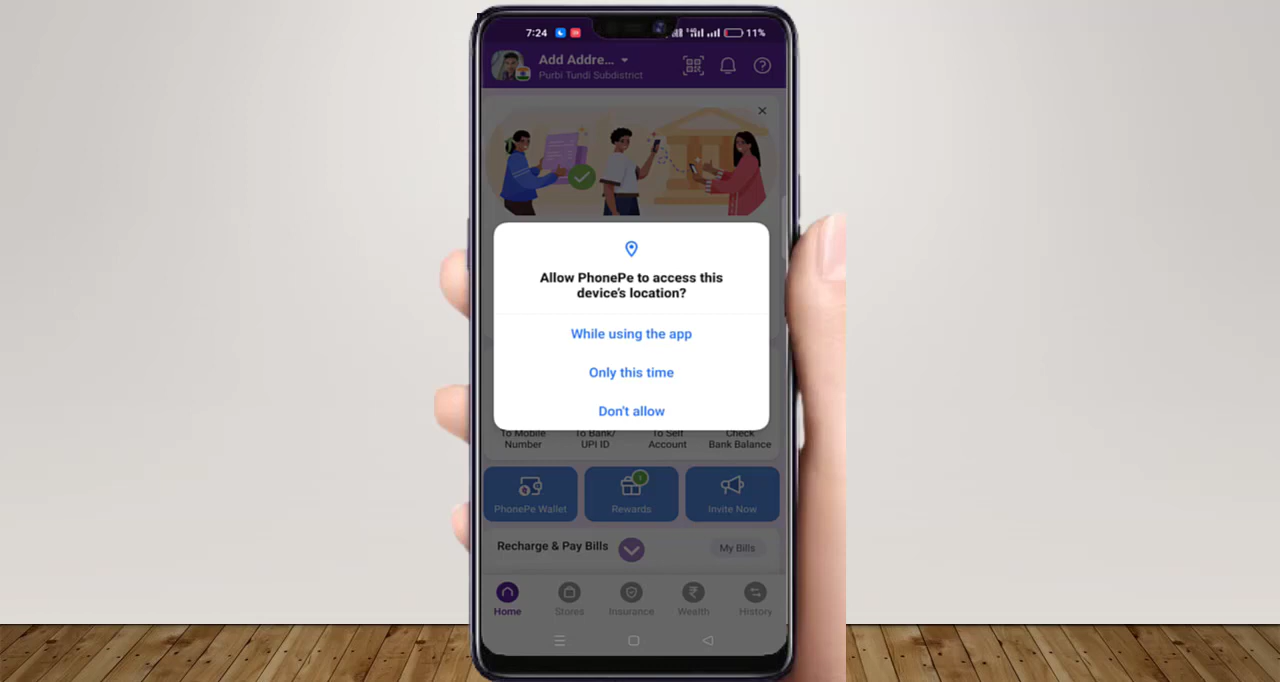 7:24
11%
Add Addre...
Purbi Tundi Subdistrict
Allow PhonePe to access this
device's location?
While using the app
Only this time
Don't allow
To Mobile
Number
To Bank/
UPI ID
To Self
Account
Check
Bank Balance
PhonePe Wallet
1
Rewards
Invite Now
Recharge & Pay Bills
My Bills
Home
Stores
Insurance
Wealth
History